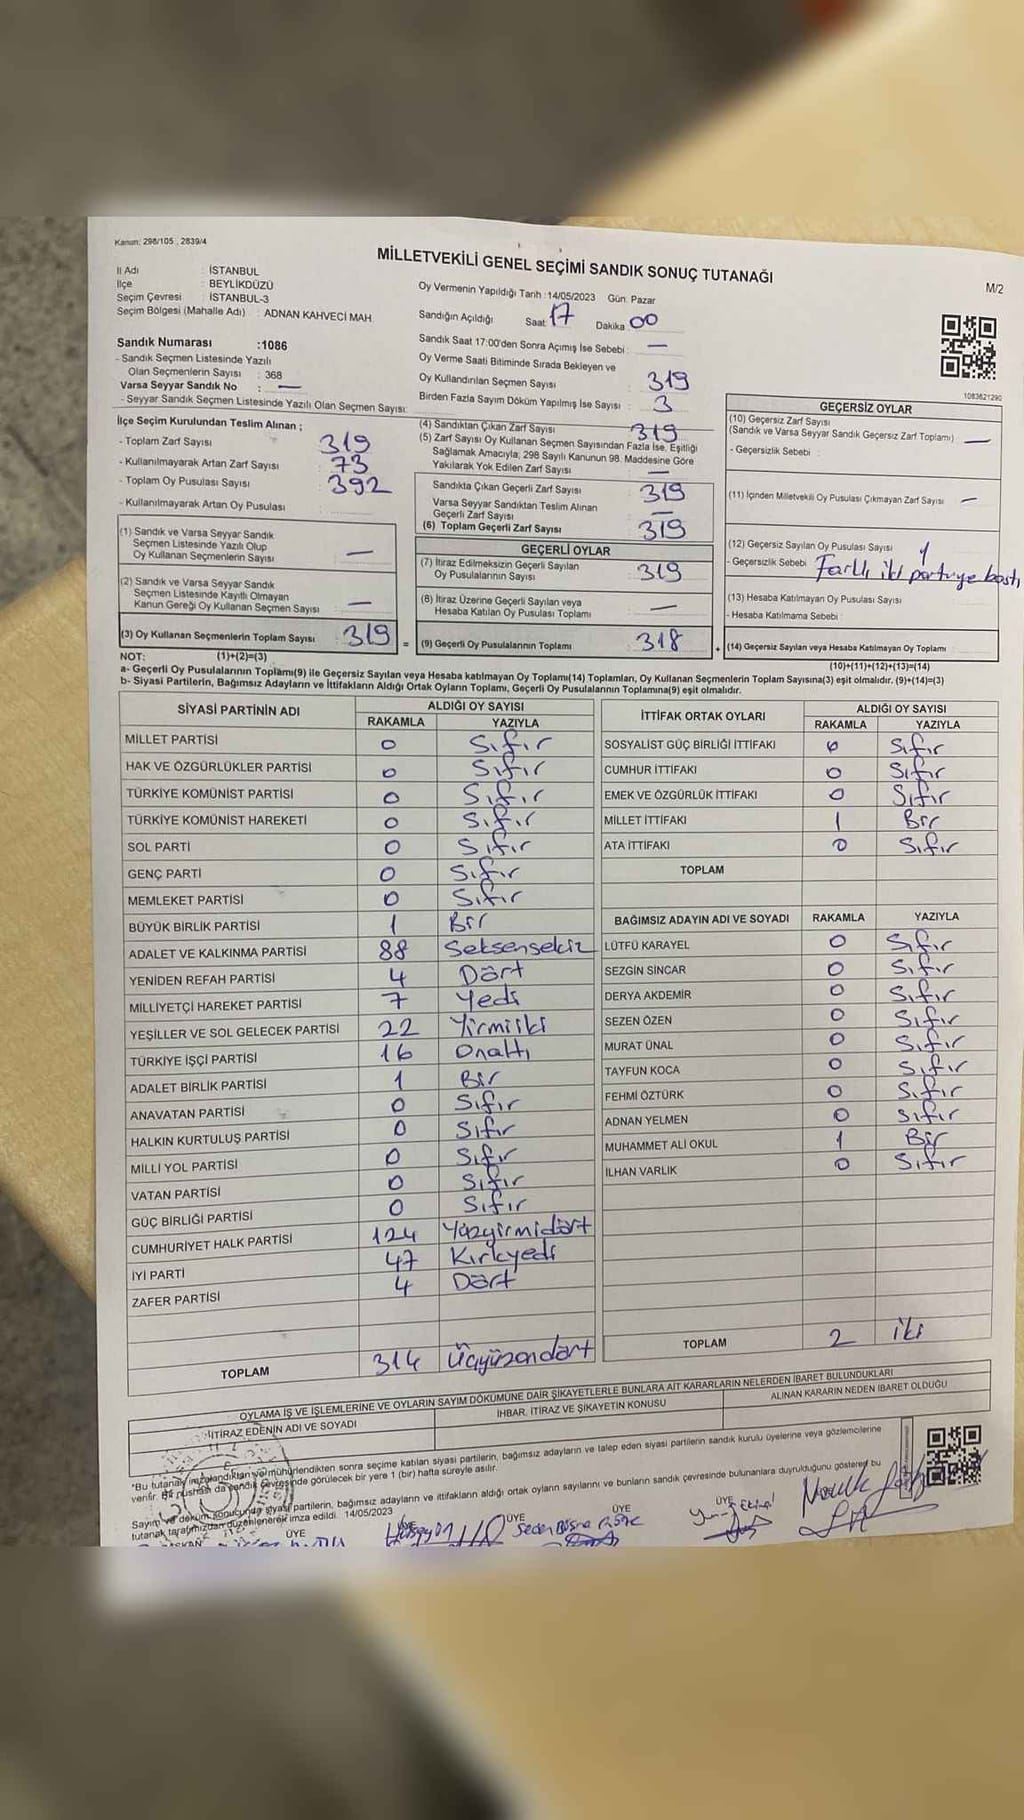 Kanun: 298/105 , 2839/4
MİLLETVEKİLİ GENEL SEÇİMİ SANDIK SONUÇ TUTANAĞI
M/2
İl Adı : İSTANBUL
İlçe : BEYLİKDÜZÜ
Seçim Çevresi : İSTANBUL-3
Seçim Bölgesi (Mahalle Adı) : ADNAN KAHVECİ MAH.
Sandık Numarası :1086
- Sandık Seçmen Listesinde Yazılı
Olan Seçmenlerin Sayısı : 368
Varsa Seyyar Sandık No : —
- Seyyar Sandık Seçmen Listesinde Yazılı Olan Seçmen Sayısı:
Oy Vermenin Yapıldığı Tarih :14/05/2023 Gün: Pazar
Sandığın Açıldığı Saat 17 Dakika 00
Sandık Saat 17:00'den Sonra Açımış İse Sebebi : —
Oy Verme Saati Bitiminde Sırada Bekleyen ve
Oy Kullandırılan Seçmen Sayısı 319
Birden Fazla Sayım Döküm Yapılmış İse Sayısı : 3
1083621290
İlçe Seçim Kurulundan Teslim Alınan ;
- Toplam Zarf Sayısı 319
- Kullanılmayarak Artan Zarf Sayısı 73
- Toplam Oy Pusulası Sayısı 392
- Kullanılmayarak Artan Oy Pusulası
(1) Sandık ve Varsa Seyyar Sandık
Seçmen Listesinde Yazılı Olup
Oy Kullanan Seçmenlerin Sayısı —
(2) Sandık ve Varsa Seyyar Sandık
Seçmen Listesinde Kayıtlı Olmayan
Kanun Gereği Oy Kullanan Seçmen Sayısı —
(3) Oy Kullanan Seçmenlerin Toplam Sayısı 319 =
(4) Sandıktan Çıkan Zarf Sayısı 319
(5) Zarf Sayısı Oy Kullanan Seçmen Sayısından Fazla İse, Eşitliği
Sağlamak Amacıyla, 298 Sayılı Kanunun 98. Maddesine Göre
Yakılarak Yok Edilen Zarf Sayısı —
Sandıkta Çıkan Geçerli Zarf Sayısı 319
Varsa Seyyar Sandıktan Teslim Alınan
Geçerli Zarf Sayısı —
(6) Toplam Geçerli Zarf Sayısı 319
GEÇERLİ OYLAR
(7) İtiraz Edilmeksizin Geçerli Sayılan
Oy Pusulalarının Sayısı 319
(8) İtiraz Üzerine Geçerli Sayılan veya
Hesaba Katılan Oy Pusulası Toplamı —
(9) Geçerli Oy Pusulalarının Toplamı 318 +
GEÇERSİZ OYLAR
(10) Geçersiz Zarf Sayısı
(Sandık ve Varsa Seyyar Sandık Geçersiz Zarf Toplamı) —
- Geçersizlik Sebebi :
(11) İçinden Milletvekili Oy Pusulası Çıkmayan Zarf Sayısı —
(12) Geçersiz Sayılan Oy Pusulası Sayısı 1
- Geçersizlik Sebebi Farklı iki partiye bastı
(13) Hesaba Katılmayan Oy Pusulası Sayısı
- Hesaba Katılmama Sebebi :
(14) Geçersiz Sayılan veya Hesaba Katılmayan Oy Toplamı
NOT: (1)+(2)=(3)
(10)+(11)+(12)+(13)=(14)
a- Geçerli Oy Pusulalarının Toplamı(9) ile Geçersiz Sayılan veya Hesaba katılmayan Oy Toplamı(14) Toplamları, Oy Kullanan Seçmenlerin Toplam Sayısına(3) eşit olmalıdır. (9)+(14)=(3)
b- Siyasi Partilerin, Bağımsız Adayların ve İttifakların Aldığı Ortak Oyların Toplamı, Geçerli Oy Pusulalarının Toplamına(9) eşit olmalıdır.
SİYASİ PARTİNİN ADI ALDIĞI OY SAYISI
RAKAMLA YAZIYLA
MİLLET PARTİSİ 0 Sıfır
HAK VE ÖZGÜRLÜKLER PARTİSİ 0 Sıfır
TÜRKİYE KOMÜNİST PARTİSİ 0 Sıfır
TÜRKİYE KOMÜNİST HAREKETİ 0 Sıfır
SOL PARTİ 0 Sıfır
GENÇ PARTİ 0 Sıfır
MEMLEKET PARTİSİ 0 Sıfır
BÜYÜK BİRLİK PARTİSİ 1 Bir
ADALET VE KALKINMA PARTİSİ 88 Seksensekiz
YENİDEN REFAH PARTİSİ 4 Dört
MİLLİYETÇİ HAREKET PARTİSİ 7 Yedi
YEŞİLLER VE SOL GELECEK PARTİSİ 22 Yirmiiki
TÜRKİYE İŞÇİ PARTİSİ 16 Onaltı
ADALET BİRLİK PARTİSİ 1 Bir
ANAVATAN PARTİSİ 0 Sıfır
HALKIN KURTULUŞ PARTİSİ 0 Sıfır
MİLLİ YOL PARTİSİ 0 Sıfır
VATAN PARTİSİ 0 Sıfır
GÜÇ BİRLİĞİ PARTİSİ 0 Sıfır
CUMHURİYET HALK PARTİSİ 124 Yüzyirmidört
İYİ PARTİ 47 Kırkyedi
ZAFER PARTİSİ 4 Dört
TOPLAM 314 Üçyüzondört
İTTİFAK ORTAK OYLARI ALDIĞI OY SAYISI
RAKAMLA YAZIYLA
SOSYALİST GÜÇ BİRLİĞİ İTTİFAKI 0 Sıfır
CUMHUR İTTİFAKI 0 Sıfır
EMEK VE ÖZGÜRLÜK İTTİFAKI 0 Sıfır
MİLLET İTTİFAKI 1 Bir
ATA İTTİFAKI 0 Sıfır
TOPLAM
BAĞIMSIZ ADAYIN ADI VE SOYADI RAKAMLA YAZIYLA
LÜTFÜ KARAYEL 0 Sıfır
SEZGİN SİNCAR 0 Sıfır
DERYA AKDEMİR 0 Sıfır
SEZEN ÖZEN 0 Sıfır
MURAT ÜNAL 0 Sıfır
TAYFUN KOCA 0 Sıfır
FEHMİ ÖZTÜRK 0 Sıfır
ADNAN YELMEN 0 Sıfır
MUHAMMET ALİ OKUL 1 Bir
İLHAN VARLIK 0 Sıfır
TOPLAM 2 iki
OYLAMA İŞ VE İŞLEMLERİNE VE OYLARIN SAYIM DÖKÜMÜNE DAİR ŞİKAYETLERLE BUNLARA AİT KARARLARIN NELERDEN İBARET BULUNDUKLARI
İTİRAZ EDENİN ADI VE SOYADI İHBAR, İTİRAZ VE ŞİKAYETİN KONUSU ALINAN KARARIN NEDEN İBARET OLDUĞU
*Bu tutanak imzalandıktan ve mühürlendikten sonra seçime katılan siyasi partilerin, bağımsız adayların ve talep eden siyasi partilerin sandık kurulu üyelerine veya gözlemcilerine
verilir. Bir nüshası da sandık çevresinde görülecek bir yere 1 (bir) hafta süreyle asılır.
Sayım ve döküm sonucunda siyasi partilerin, bağımsız adayların ve ittifakların aldığı ortak oyların sayılarını ve bunların sandık çevresinde bulunanlara duyrulduğunu gösteren bu
tutanak tarafımızdan düzenlenerek imza edildi. 14/05/2023
BAŞKAN ÜYE ÜYE ÜYE ÜYE